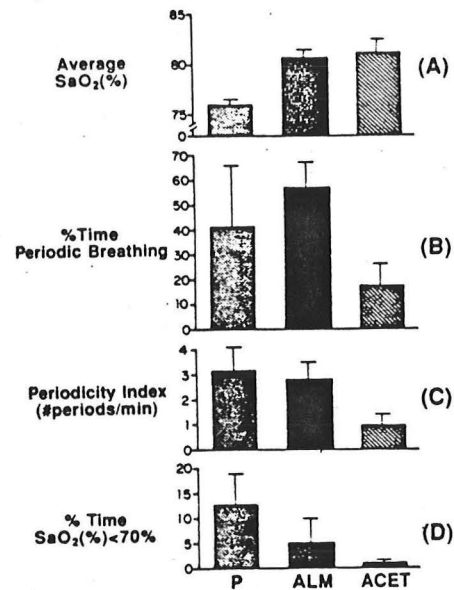 85
Average
SaO₂(%)
80
75
0
(A)
70
60
50
%Time
Periodic Breathing
40
30
20
10
0
(B)
4
3
Periodicity Index
(#periods/min)
2
1
0
(C)
20
15
% Time
SaO₂(%)<70%
10
5
0
(D)
P ALM ACET